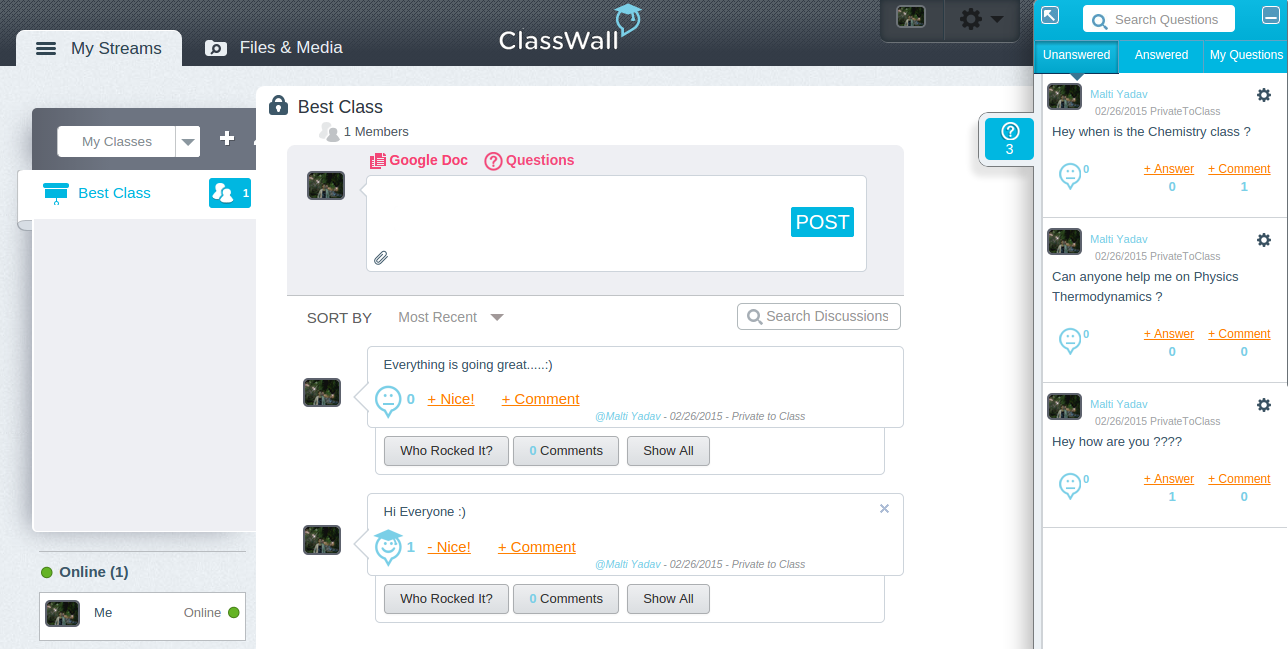 My Streams
Files & Media
ClassWall
Search Questions
Unanswered
Answered
My Questions
My Classes
Best Class
1
Online (1)
Me
Online
Best Class
1 Members
Google Doc
Questions
POST
SORT BY
Most Recent
Search Discussions
Everything is going great.....:)
0 + Nice! + Comment
@Malti Yadav - 02/26/2015 - Private to Class
Who Rocked It?
0 Comments
Show All
Hi Everyone :)
1 - Nice! + Comment
@Malti Yadav - 02/26/2015 - Private to Class
Who Rocked It?
0 Comments
Show All
3
Malti Yadav
02/26/2015 PrivateToClass
Hey when is the Chemistry class ?
0 + Answer + Comment
0 1
Malti Yadav
02/26/2015 PrivateToClass
Can anyone help me on Physics
Thermodynamics ?
0 + Answer + Comment
0 0
Malti Yadav
02/26/2015 PrivateToClass
Hey how are you ????
0 + Answer + Comment
1 0